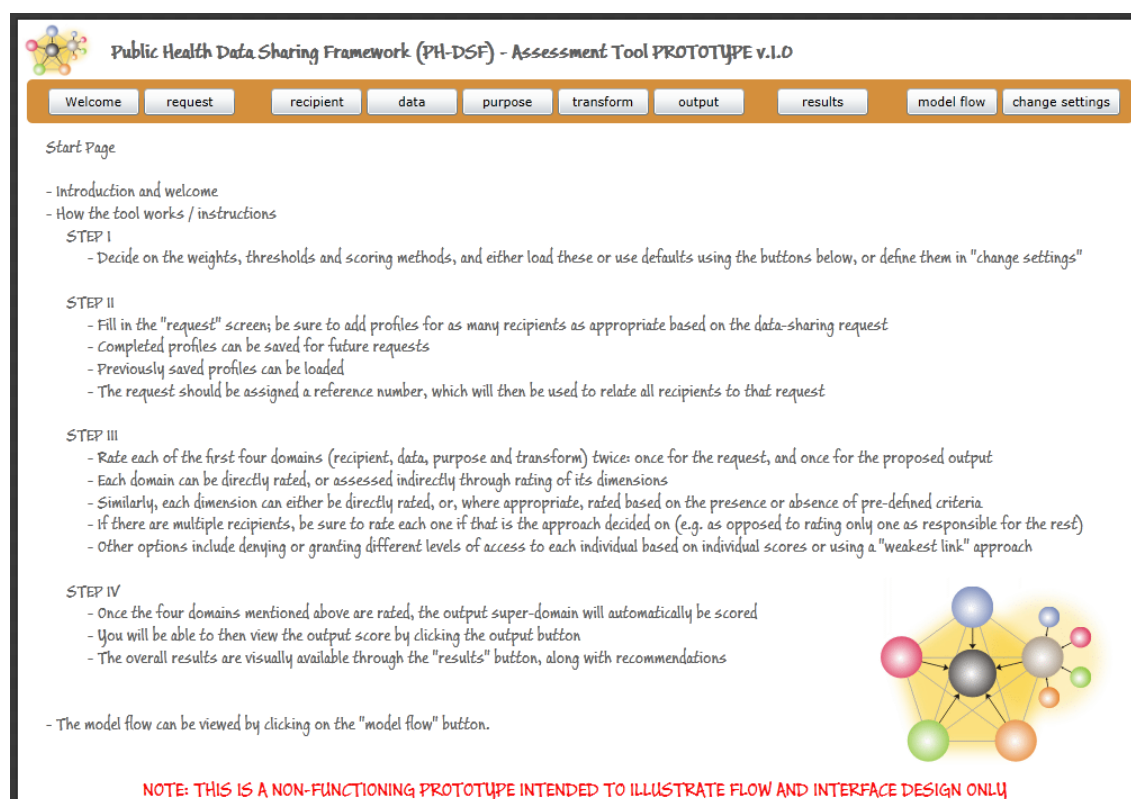 Public Health Data Sharing Framework (PH-DSF) - Assessment Tool PROTOTYPE v.1.0
Welcome request recipient data purpose transform output results model flow change settings
Start Page
- Introduction and welcome
- How the tool works / instructions
STEP I
- Decide on the weights, thresholds and scoring methods, and either load these or use defaults using the buttons below, or define them in "change settings"
STEP II
- Fill in the "request" screen; be sure to add profiles for as many recipients as appropriate based on the data-sharing request
- Completed profiles can be saved for future requests
- Previously saved profiles can be loaded
- The request should be assigned a reference number, which will then be used to relate all recipients to that request
STEP III
- Rate each of the first four domains (recipient, data, purpose and transform) twice: once for the request, and once for the proposed output
- Each domain can be directly rated, or assessed indirectly through rating of its dimensions
- Similarly, each dimension can either be directly rated, or, where appropriate, rated based on the presence or absence of pre-defined criteria
- If there are multiple recipients, be sure to rate each one if that is the approach decided on (e.g. as opposed to rating only one as responsible for the rest)
- Other options include denying or granting different levels of access to each individual based on individual scores or using a "weakest link" approach
STEP IV
- Once the four domains mentioned above are rated, the output super-domain will automatically be scored
- You will be able to then view the output score by clicking the output button
- The overall results are visually available through the "results" button, along with recommendations
- The model flow can be viewed by clicking on the "model flow" button.
NOTE: THIS IS A NON-FUNCTIONING PROTOTYPE INTENDED TO ILLUSTRATE FLOW AND INTERFACE DESIGN ONLY